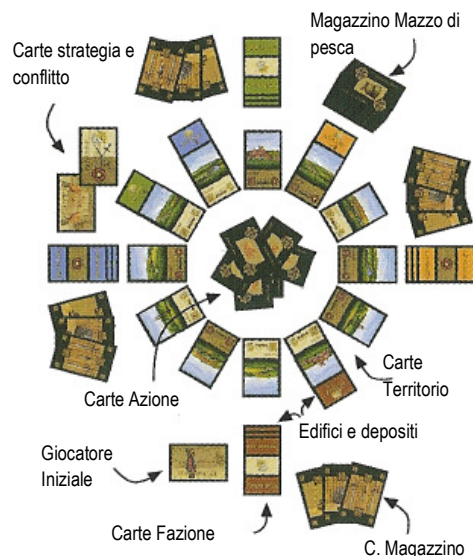 Magazzino Mazzo di
pesca
Carte strategia e
conflitto
Carte
Territorio
Carte Azione
Edifici e depositi
Giocatore
Iniziale
Carte Fazione
C. Magazzino